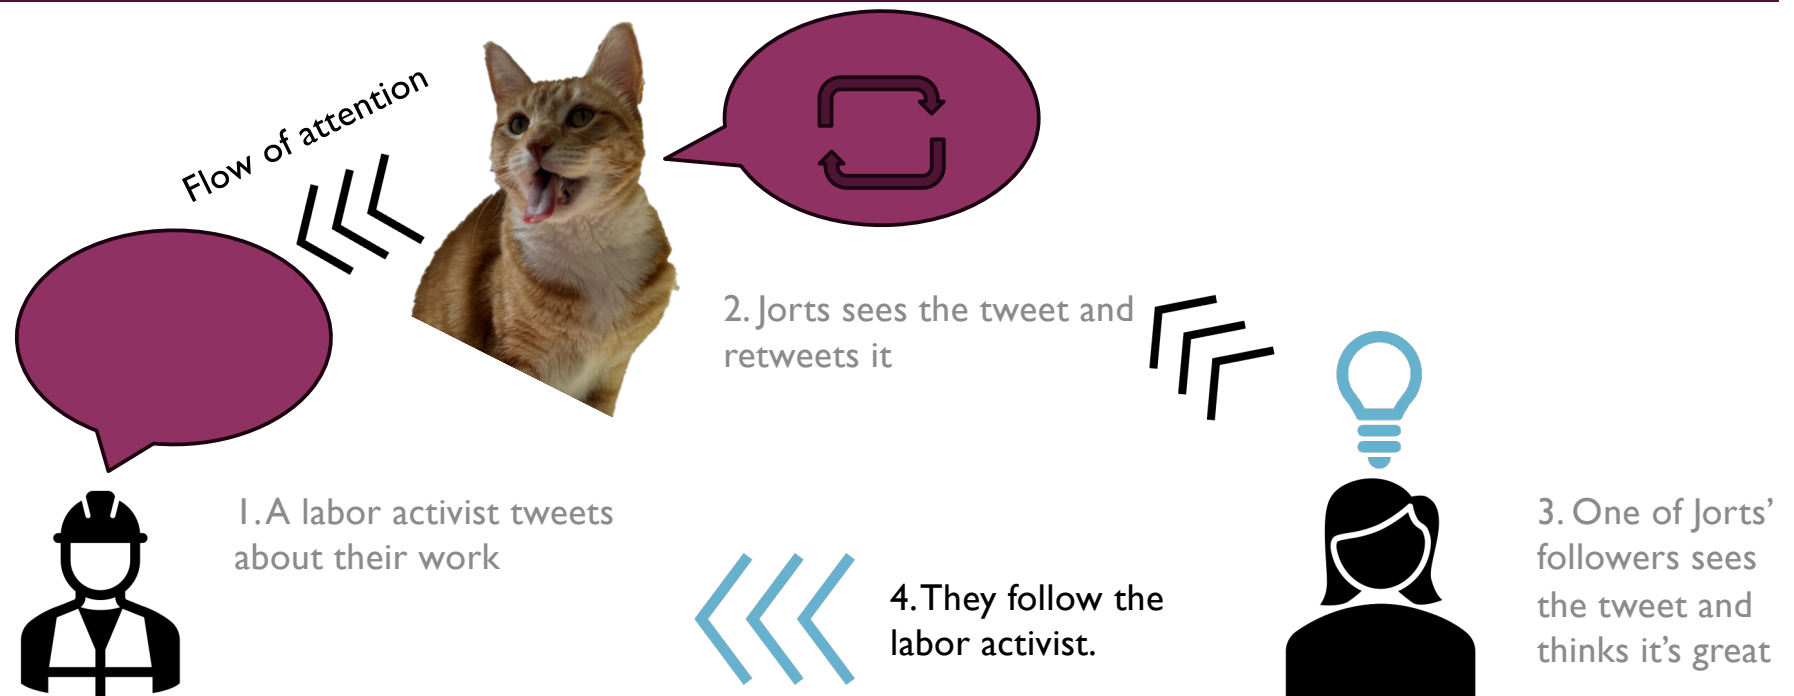 Flow of attention
2. Jorts sees the tweet and
retweets it
1. A labor activist tweets
about their work
4. They follow the
labor activist.
3. One of Jorts’
followers sees
the tweet and
thinks it’s great